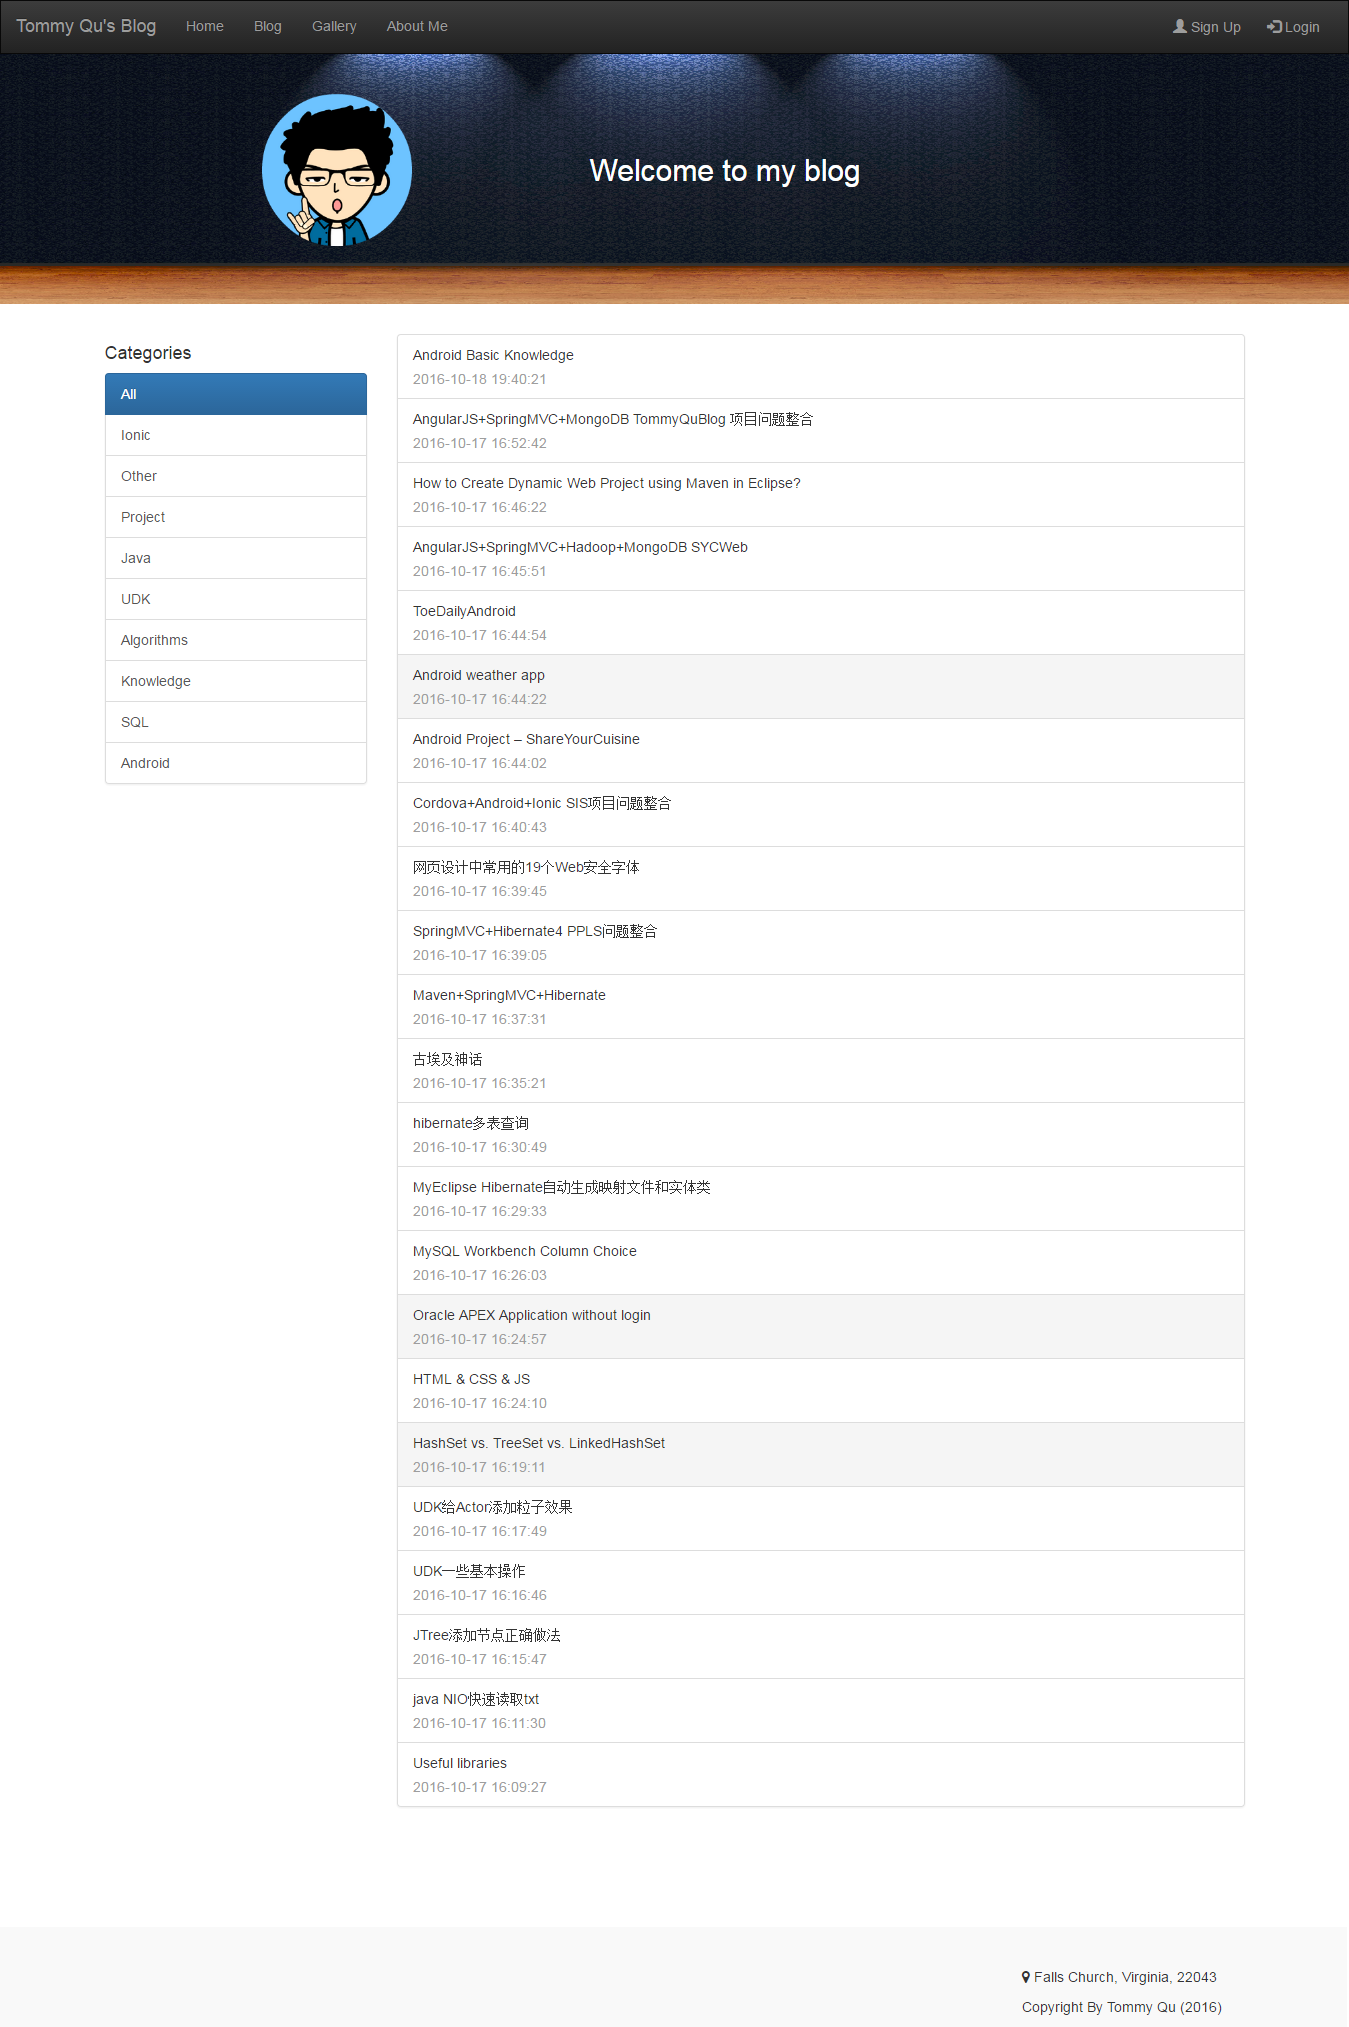 Tommy Qu's Blog Home Blog Gallery About Me Sign Up Login
Welcome to my blog
Categories
All
Ionic
Other
Project
Java
UDK
Algorithms
Knowledge
SQL
Android
Android Basic Knowledge
2016-10-18 19:40:21
AngularJS+SpringMVC+MongoDB TommyQuBlog 项目问题整合
2016-10-17 16:52:42
How to Create Dynamic Web Project using Maven in Eclipse?
2016-10-17 16:46:22
AngularJS+SpringMVC+Hadoop+MongoDB SYCWeb
2016-10-17 16:45:51
ToeDailyAndroid
2016-10-17 16:44:54
Android weather app
2016-10-17 16:44:22
Android Project – ShareYourCuisine
2016-10-17 16:44:02
Cordova+Android+Ionic SIS项目问题整合
2016-10-17 16:40:43
网页设计中常用的19个Web安全字体
2016-10-17 16:39:45
SpringMVC+Hibernate4 PPLS问题整合
2016-10-17 16:39:05
Maven+SpringMVC+Hibernate
2016-10-17 16:37:31
古埃及神话
2016-10-17 16:35:21
hibernate多表查询
2016-10-17 16:30:49
MyEclipse Hibernate自动生成映射文件和实体类
2016-10-17 16:29:33
MySQL Workbench Column Choice
2016-10-17 16:26:03
Oracle APEX Application without login
2016-10-17 16:24:57
HTML & CSS & JS
2016-10-17 16:24:10
HashSet vs. TreeSet vs. LinkedHashSet
2016-10-17 16:19:11
UDK给Actor添加粒子效果
2016-10-17 16:17:49
UDK一些基本操作
2016-10-17 16:16:46
JTree添加节点正确做法
2016-10-17 16:15:47
java NIO快速读取txt
2016-10-17 16:11:30
Useful libraries
2016-10-17 16:09:27
Falls Church, Virginia, 22043
Copyright By Tommy Qu (2016)